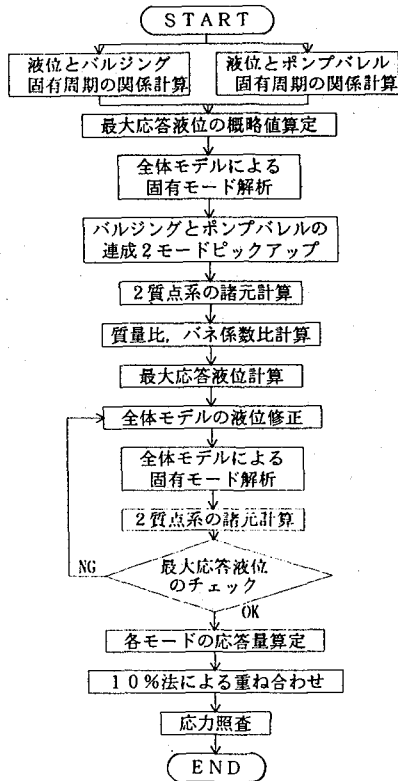 START
液位とバルジング
固有周期の関係計算
液位とポンプバレル
固有周期の関係計算
最大応答液位の概略値算定
全体モデルによる
固有モード解析
バルジングとポンプバレルの
連成2モードピックアップ
2質点系の諸元計算
質量比,バネ係数比計算
最大応答液位計算
全体モデルの液位修正
全体モデルによる
固有モード解析
2質点系の諸元計算
NG
最大応答液位
のチェック
OK
各モードの応答量算定
10%法による重ね合わせ
応力照査
END